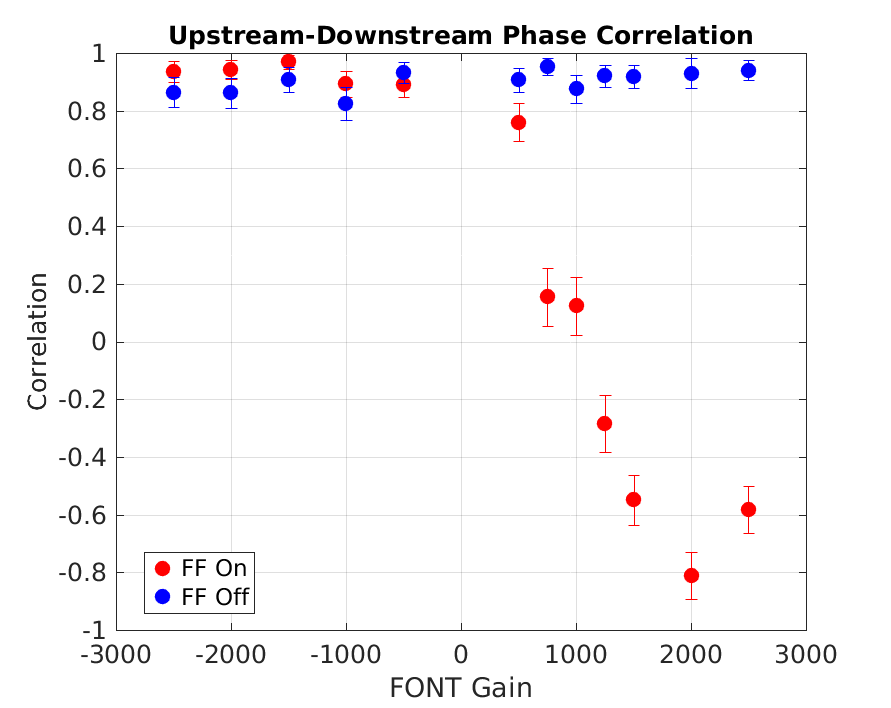 Upstream-Downstream Phase Correlation
1
0.8
0.6
0.4
0.2
0
-0.2
-0.4
-0.6
-0.8
-1
Correlation
FF On
FF Off
-3000 -2000 -1000 0 1000 2000 3000
FONT Gain